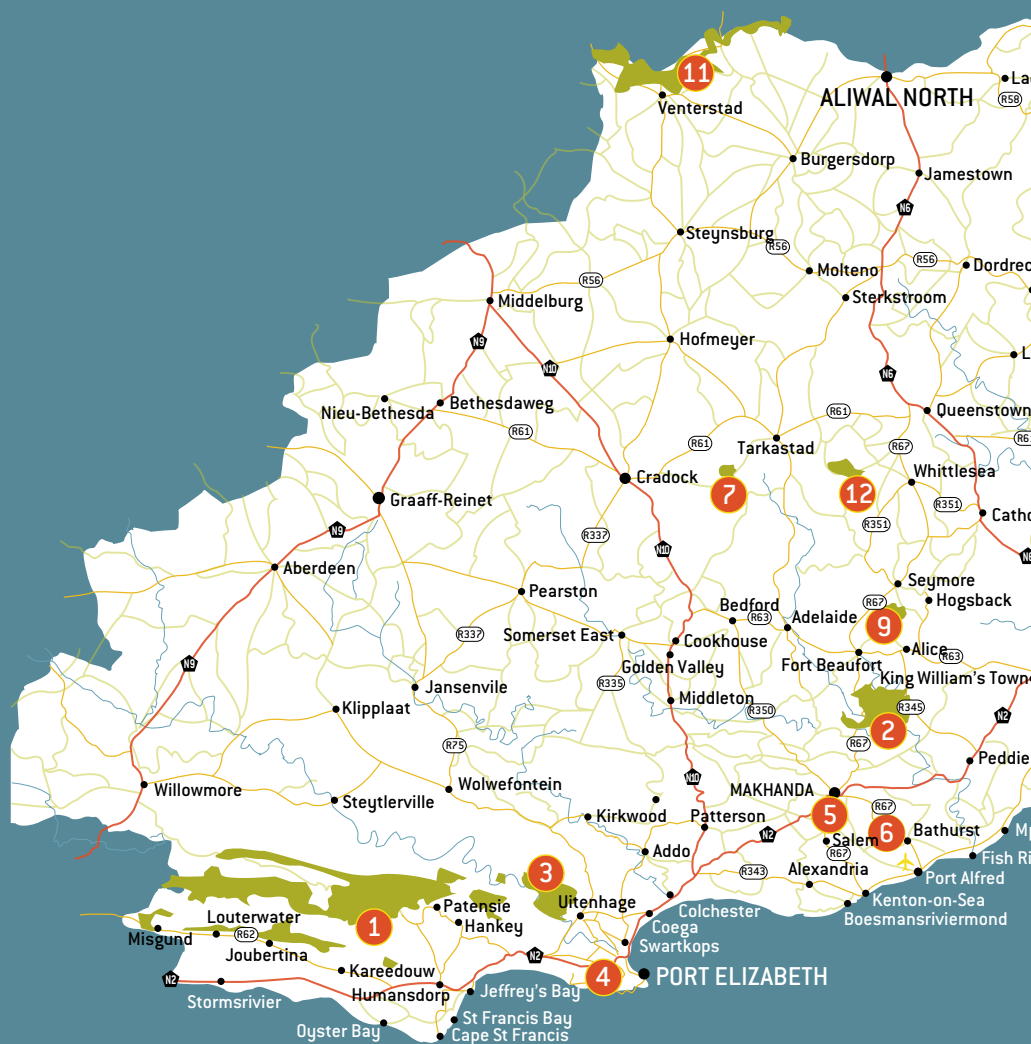 11
Venterstad
ALIWAL NORTH
R58
Burgersdorp
Jamestown
N6
Steynsburg
R56
R56
Molteno
R56
Sterkstroom
Middelburg
N9
Hofmeyer
N10
N6
Nieu-Bethesda
Bethesdaweg
R61
R61
R61
Queenstown
Tarkastad
R67
Cradock
7
12
Whittlesea
Graaff-Reinet
R351
R351
N9
R337
N10
Aberdeen
Seymore
Pearston
R67
Hogsback
Bedford
R63
Adelaide
9
R337
Somerset East
Cookhouse
Golden Valley
Fort Beaufort
Alice
R63
N9
R335
King William's Town
Jansenville
Middleton
Klipplaat
R350
R345
N2
2
R75
R67
Peddie
Willowmore
Wolwefontein
N10
MAKHANDA
Steytlerville
Kirkwood
Patterson
5
R67
N2
6
Bathurst
Salem
Addo
R67
3
R343
Alexandria
Port Alfred
Patensie
Uitenhage
Kenton-on-Sea
Louterwater
1
Hankey
Colchester
Boesmansriviermond
Misgund
R62
Coega
Joubertina
Swartkops
N2
Kareedouw
4
PORT ELIZABETH
N2
Stormsrivier
Humansdorp
Jeffrey's Bay
Oyster Bay
St Francis Bay
Cape St Francis